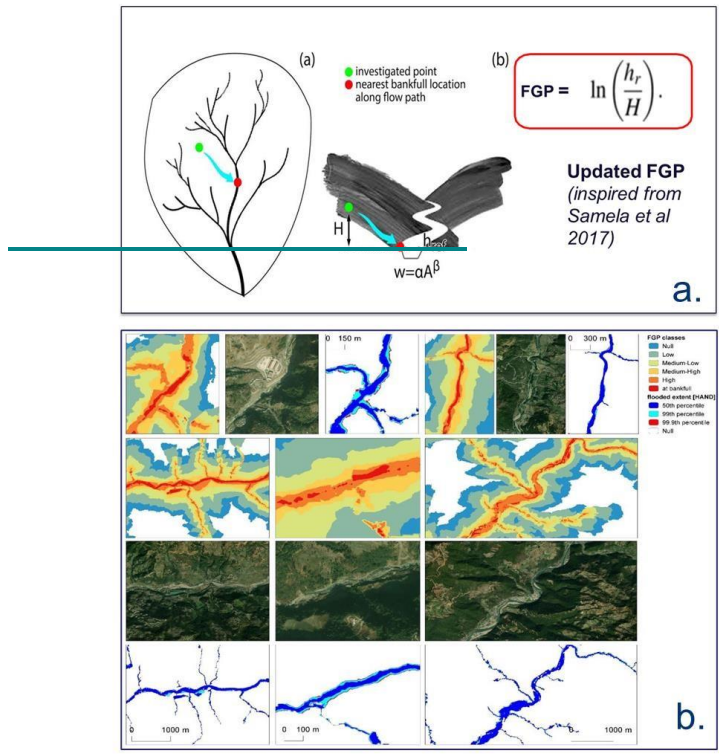 (a)
investigated point
nearest bankfull location
along flow path
H
w=αAβ
(b)
FGP = ln(hr/H).
Updated FGP
(inspired from
Samela et al
2017)
a.
0 150 m
0 300 m
FGP classes
Null
Low
Medium-Low
Medium-High
High
at bankfull
flooded extent [HAND]
50th percentile
99th percentile
99.9th percentile
Null
0 1000 m
0 100 m
0 1000 m
b.